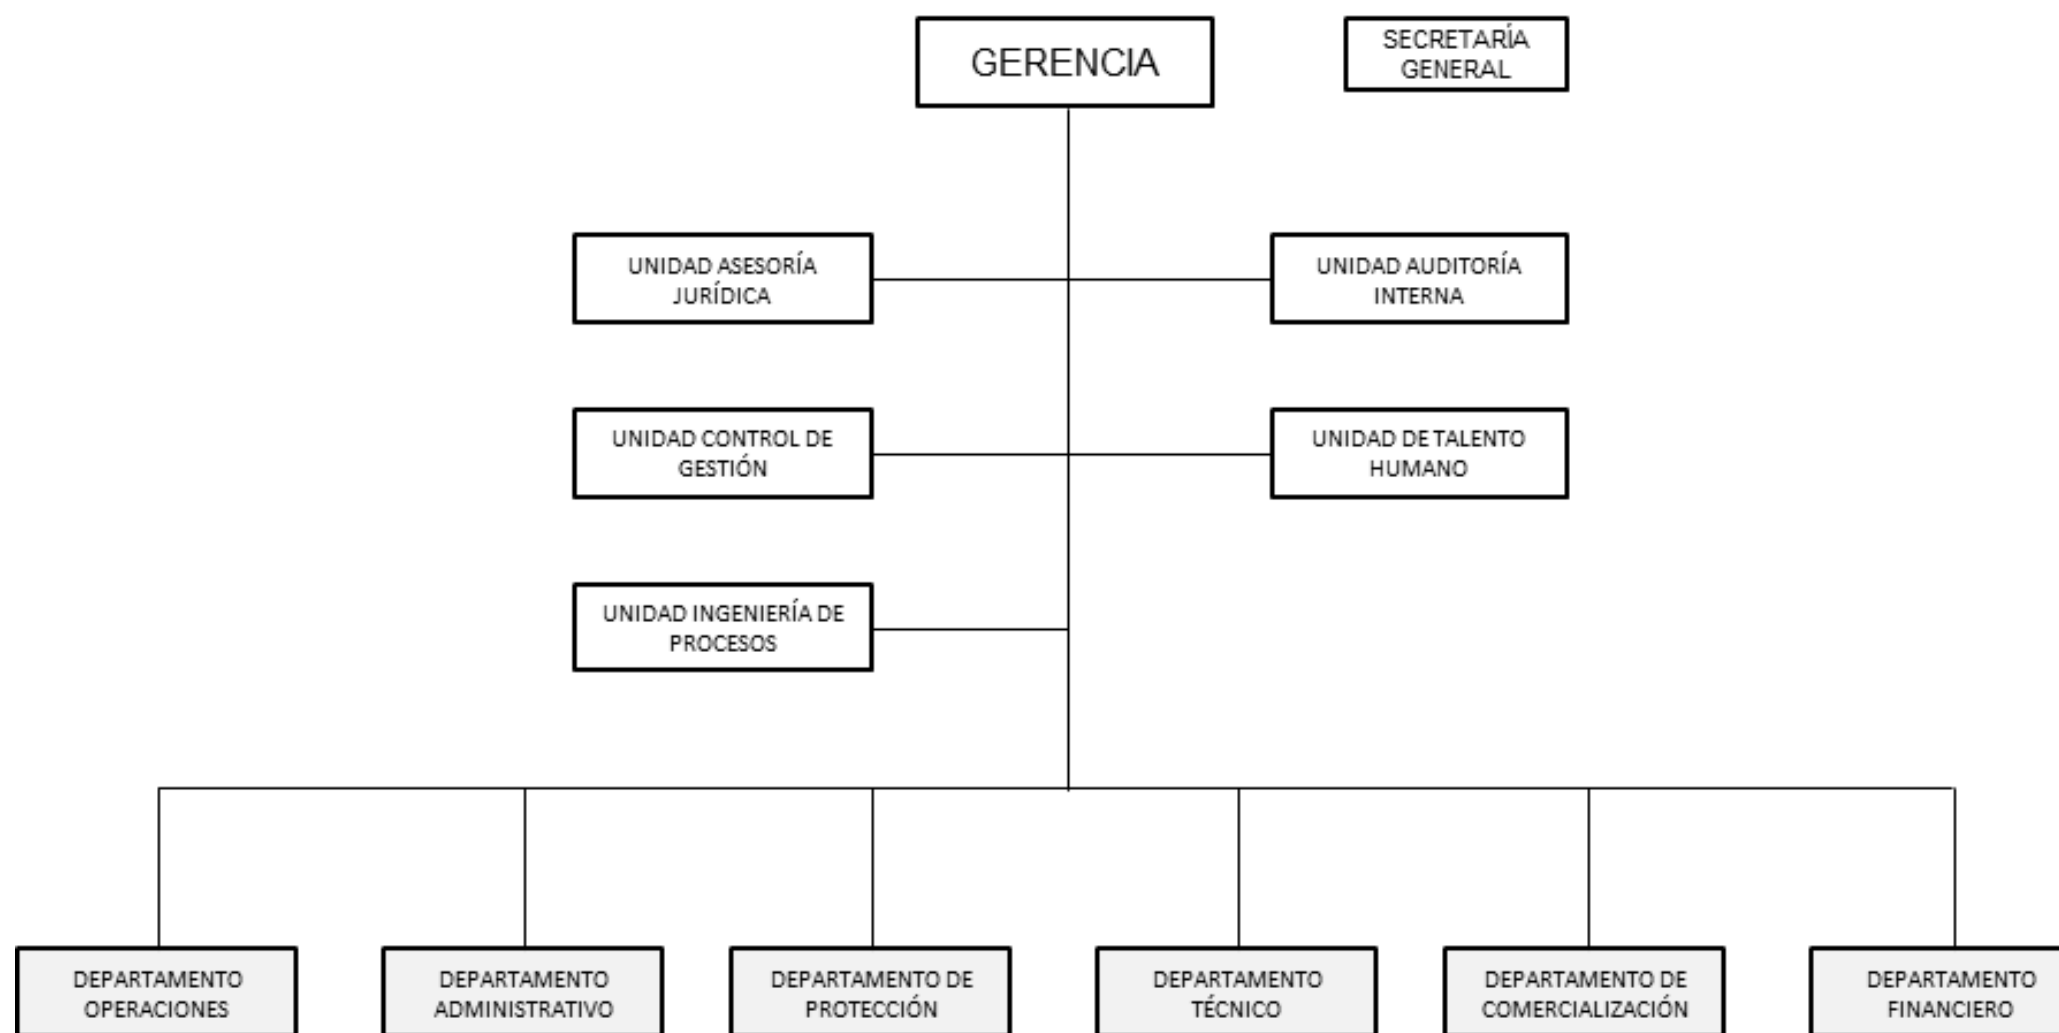 GERENCIA
SECRETARÍA
GENERAL
UNIDAD ASESORÍA
JURÍDICA
UNIDAD AUDITORÍA
INTERNA
UNIDAD CONTROL DE
GESTIÓN
UNIDAD DE TALENTO
HUMANO
UNIDAD INGENIERÍA DE
PROCESOS
DEPARTAMENTO
OPERACIONES
DEPARTAMENTO
ADMINISTRATIVO
DEPARTAMENTO DE
PROTECCIÓN
DEPARTAMENTO
TÉCNICO
DEPARTAMENTO DE
COMERCIALIZACIÓN
DEPARTAMENTO
FINANCIERO